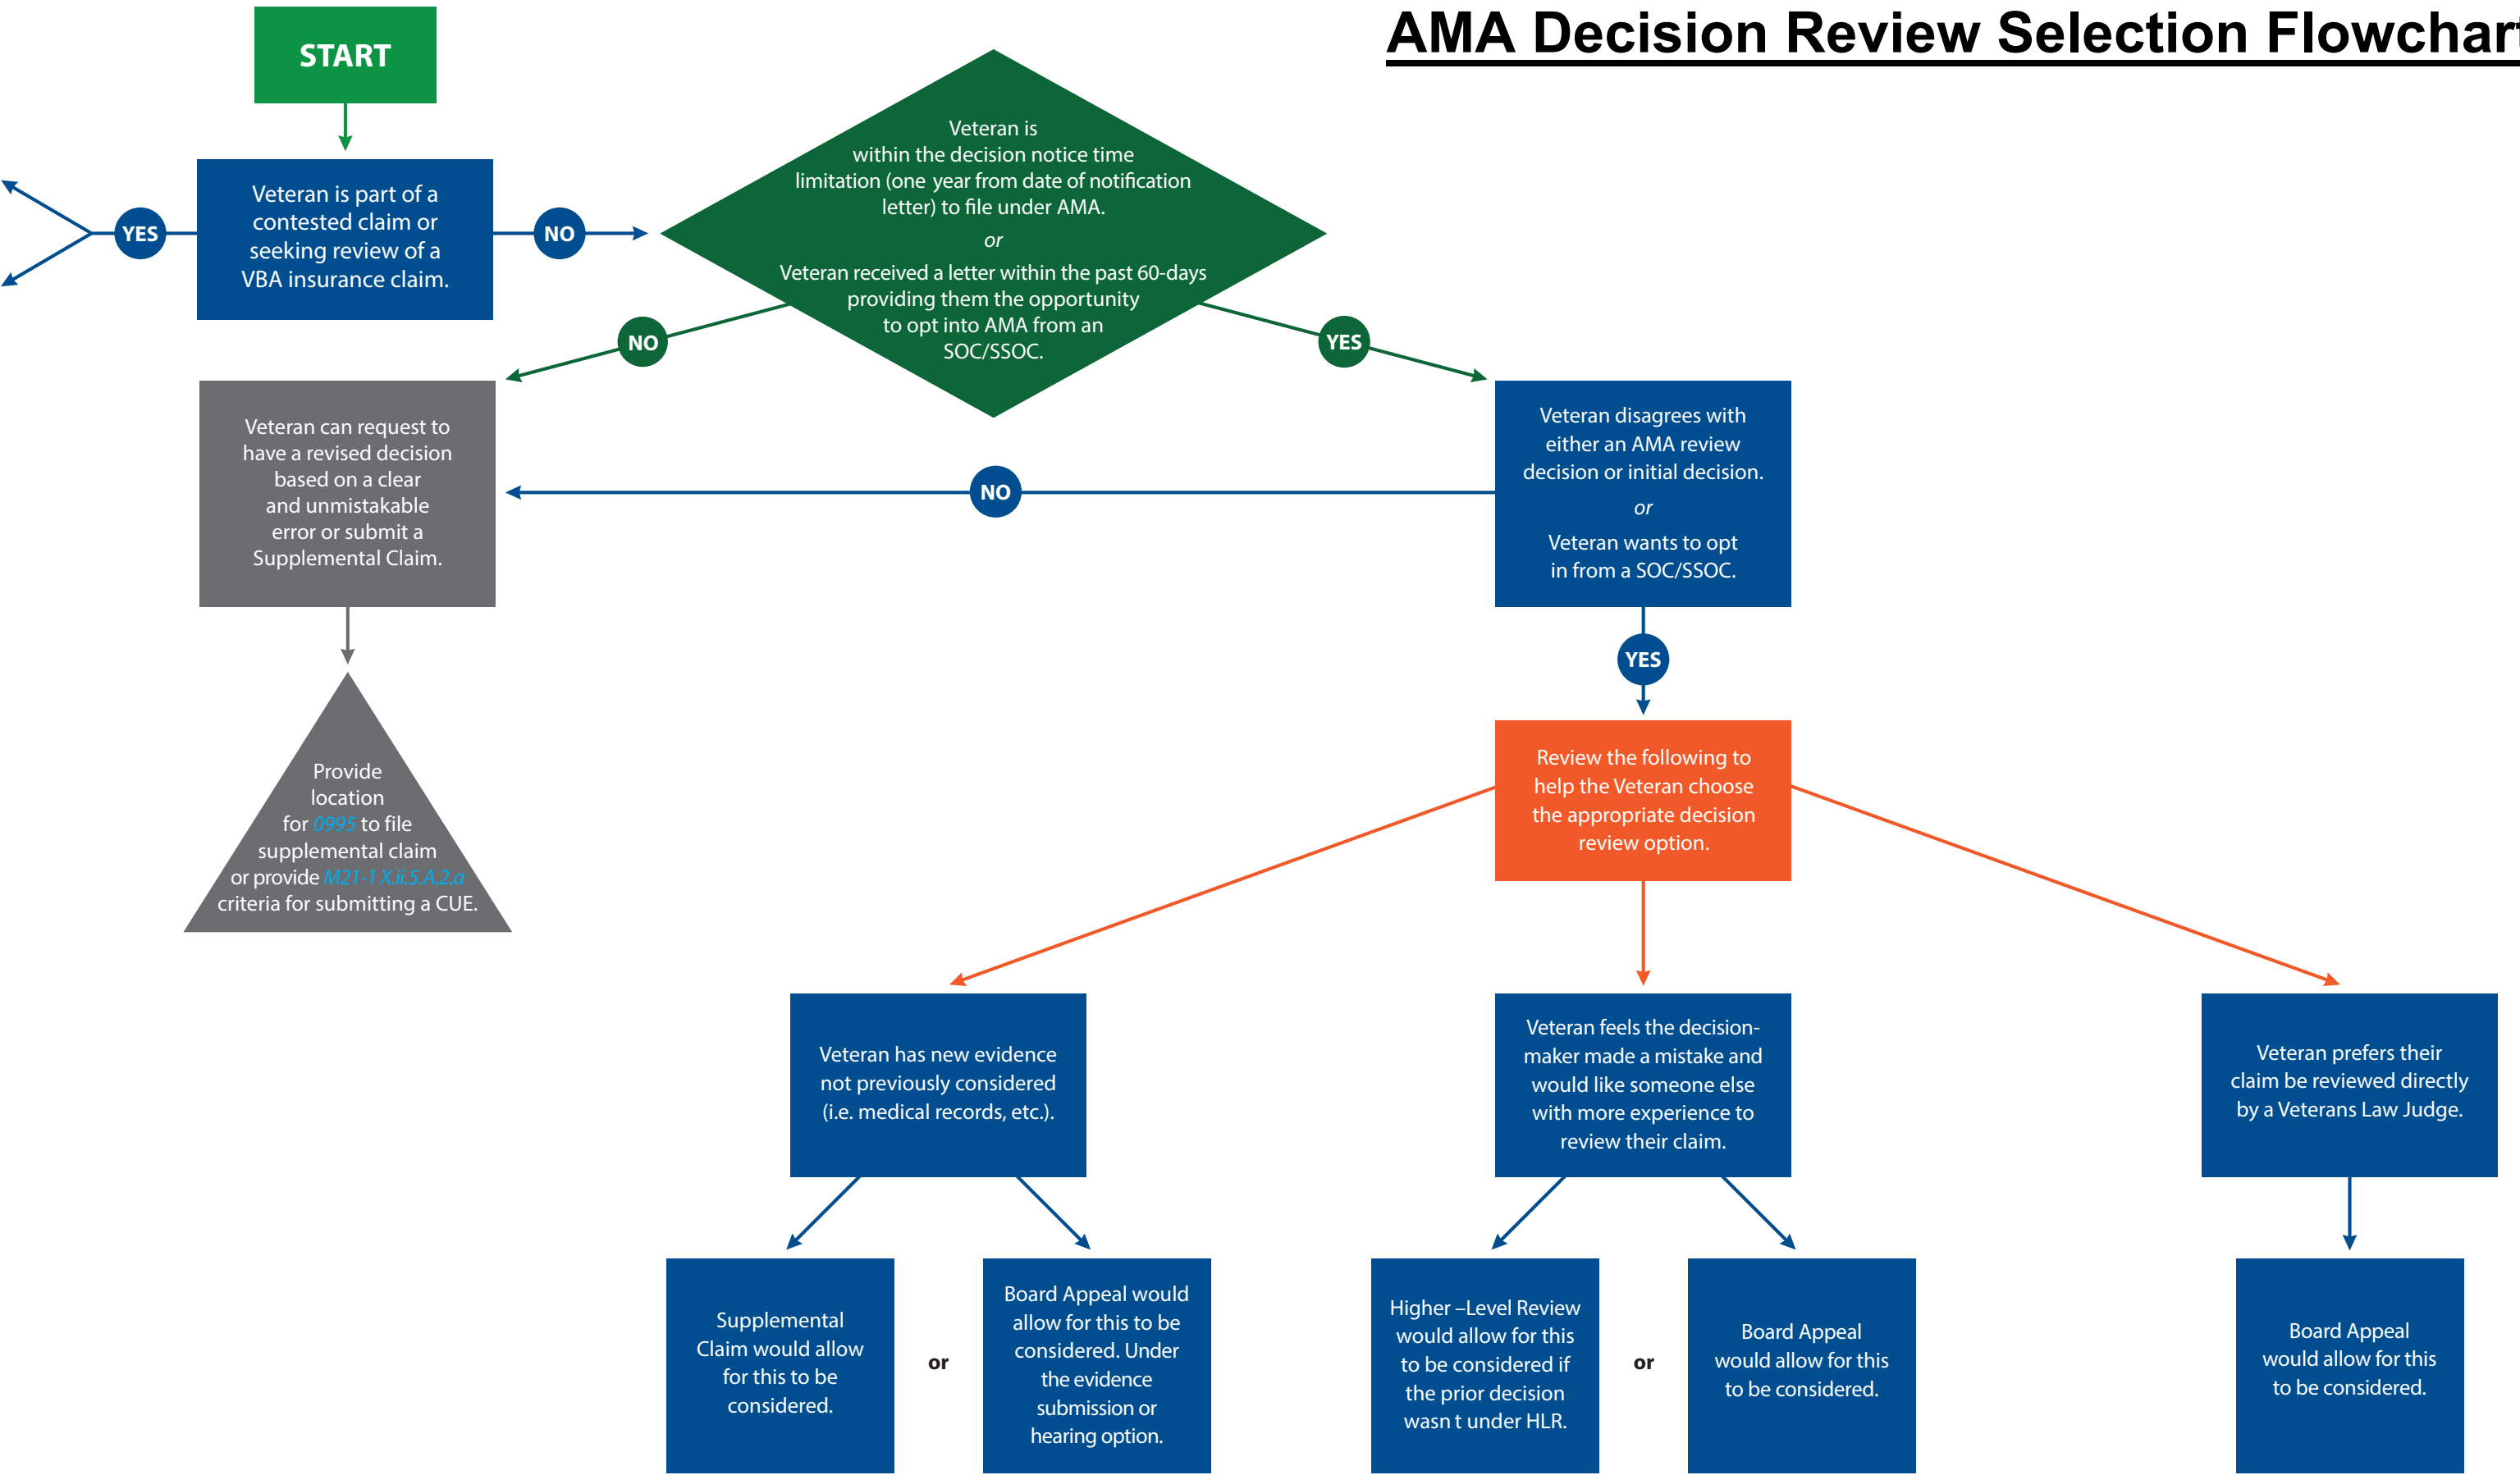 AMA Decision Review Selection Flowchart
START
Veteran is part of a
contested claim or
seeking review of a
VBA insurance claim.
YES
NO
Veteran is
within the decision notice time
limitation (one year from date of notification
letter) to file under AMA.
or
Veteran received a letter within the past 60-days
providing them the opportunity
to opt into AMA from an
SOC/SSOC.
NO
YES
Veteran can request to
have a revised decision
based on a clear
and unmistakable
error or submit a
Supplemental Claim.
Veteran disagrees with
either an AMA review
decision or initial decision.
or
Veteran wants to opt
in from a SOC/SSOC.
NO
YES
Provide
location
for 0995 to file
supplemental claim
or provide M21-1 X.ii.5.A.2.a
criteria for submitting a CUE.
Review the following to
help the Veteran choose
the appropriate decision
review option.
Veteran has new evidence
not previously considered
(i.e. medical records, etc.).
Veteran feels the decision-
maker made a mistake and
would like someone else
with more experience to
review their claim.
Veteran prefers their
claim be reviewed directly
by a Veterans Law Judge.
Supplemental
Claim would allow
for this to be
considered.
or
Board Appeal would
allow for this to be
considered. Under
the evidence
submission or
hearing option.
Higher –Level Review
would allow for this
to be considered if
the prior decision
wasn t under HLR.
or
Board Appeal
would allow for this
to be considered.
Board Appeal
would allow for this
to be considered.